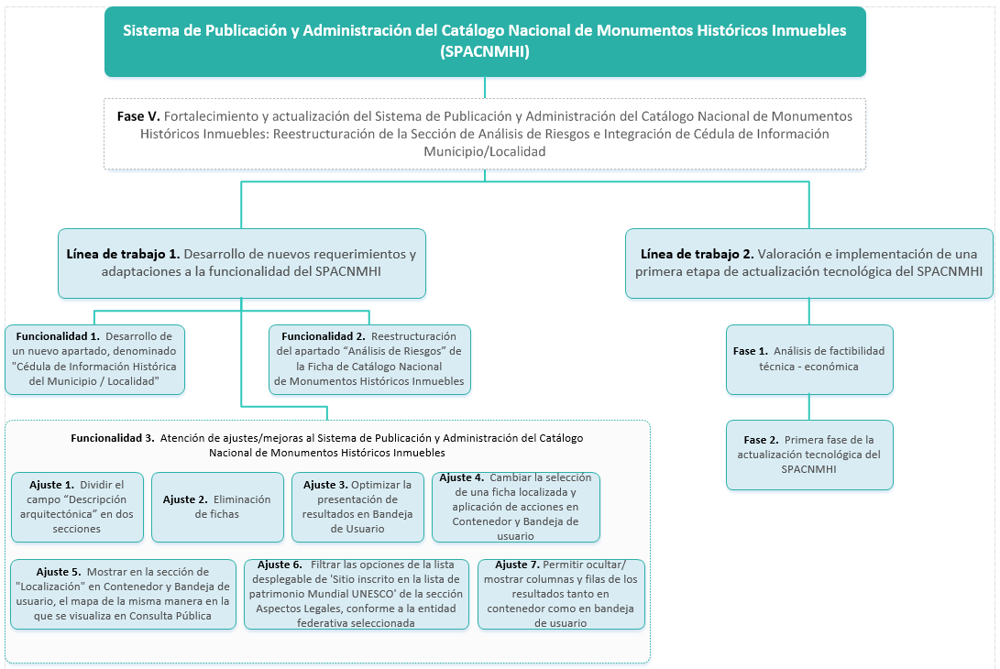 Sistema de Publicación y Administración del Catálogo Nacional de Monumentos Históricos Inmuebles
(SPACNMHI)
Fase V. Fortalecimiento y actualización del Sistema de Publicación y Administración del Catálogo Nacional de Monumentos
Históricos Inmuebles: Reestructuración de la Sección de Análisis de Riesgos e Integración de Cédula de Información
Municipio/Localidad
Línea de trabajo 1. Desarrollo de nuevos requerimientos y
adaptaciones a la funcionalidad del SPACNMHI
Línea de trabajo 2. Valoración e implementación de una
primera etapa de actualización tecnológica del SPACNMHI
Funcionalidad 1. Desarrollo de
un nuevo apartado, denominado
"Cédula de Información Histórica
del Municipio / Localidad"
Funcionalidad 2. Reestructuración
del apartado “Análisis de Riesgos” de
la Ficha de Catálogo Nacional
de Monumentos Históricos Inmuebles
Fase 1. Análisis de factibilidad
técnica - económica
Fase 2. Primera fase de la
actualización tecnológica del
SPACNMHI
Funcionalidad 3. Atención de ajustes/mejoras al Sistema de Publicación y Administración del Catálogo
Nacional de Monumentos Históricos Inmuebles
Ajuste 1. Dividir el
campo “Descripción
arquitectónica” en dos
secciones
Ajuste 2. Eliminación
de fichas
Ajuste 3. Optimizar la
presentación de
resultados en Bandeja
de Usuario
Ajuste 4. Cambiar la selección
de una ficha localizada y
aplicación de acciones en
Contenedor y Bandeja de
usuario
Ajuste 5. Mostrar en la sección de
"Localización" en Contenedor y Bandeja de
usuario, el mapa de la misma manera en la
que se visualiza en Consulta Pública
Ajuste 6. Filtrar las opciones de la lista
desplegable de 'Sitio inscrito en la lista de
patrimonio Mundial UNESCO' de la sección
Aspectos Legales, conforme a la entidad
federativa seleccionada
Ajuste 7. Permitir ocultar/
mostrar columnas y filas de los
resultados tanto en
contenedor como en bandeja
de usuario